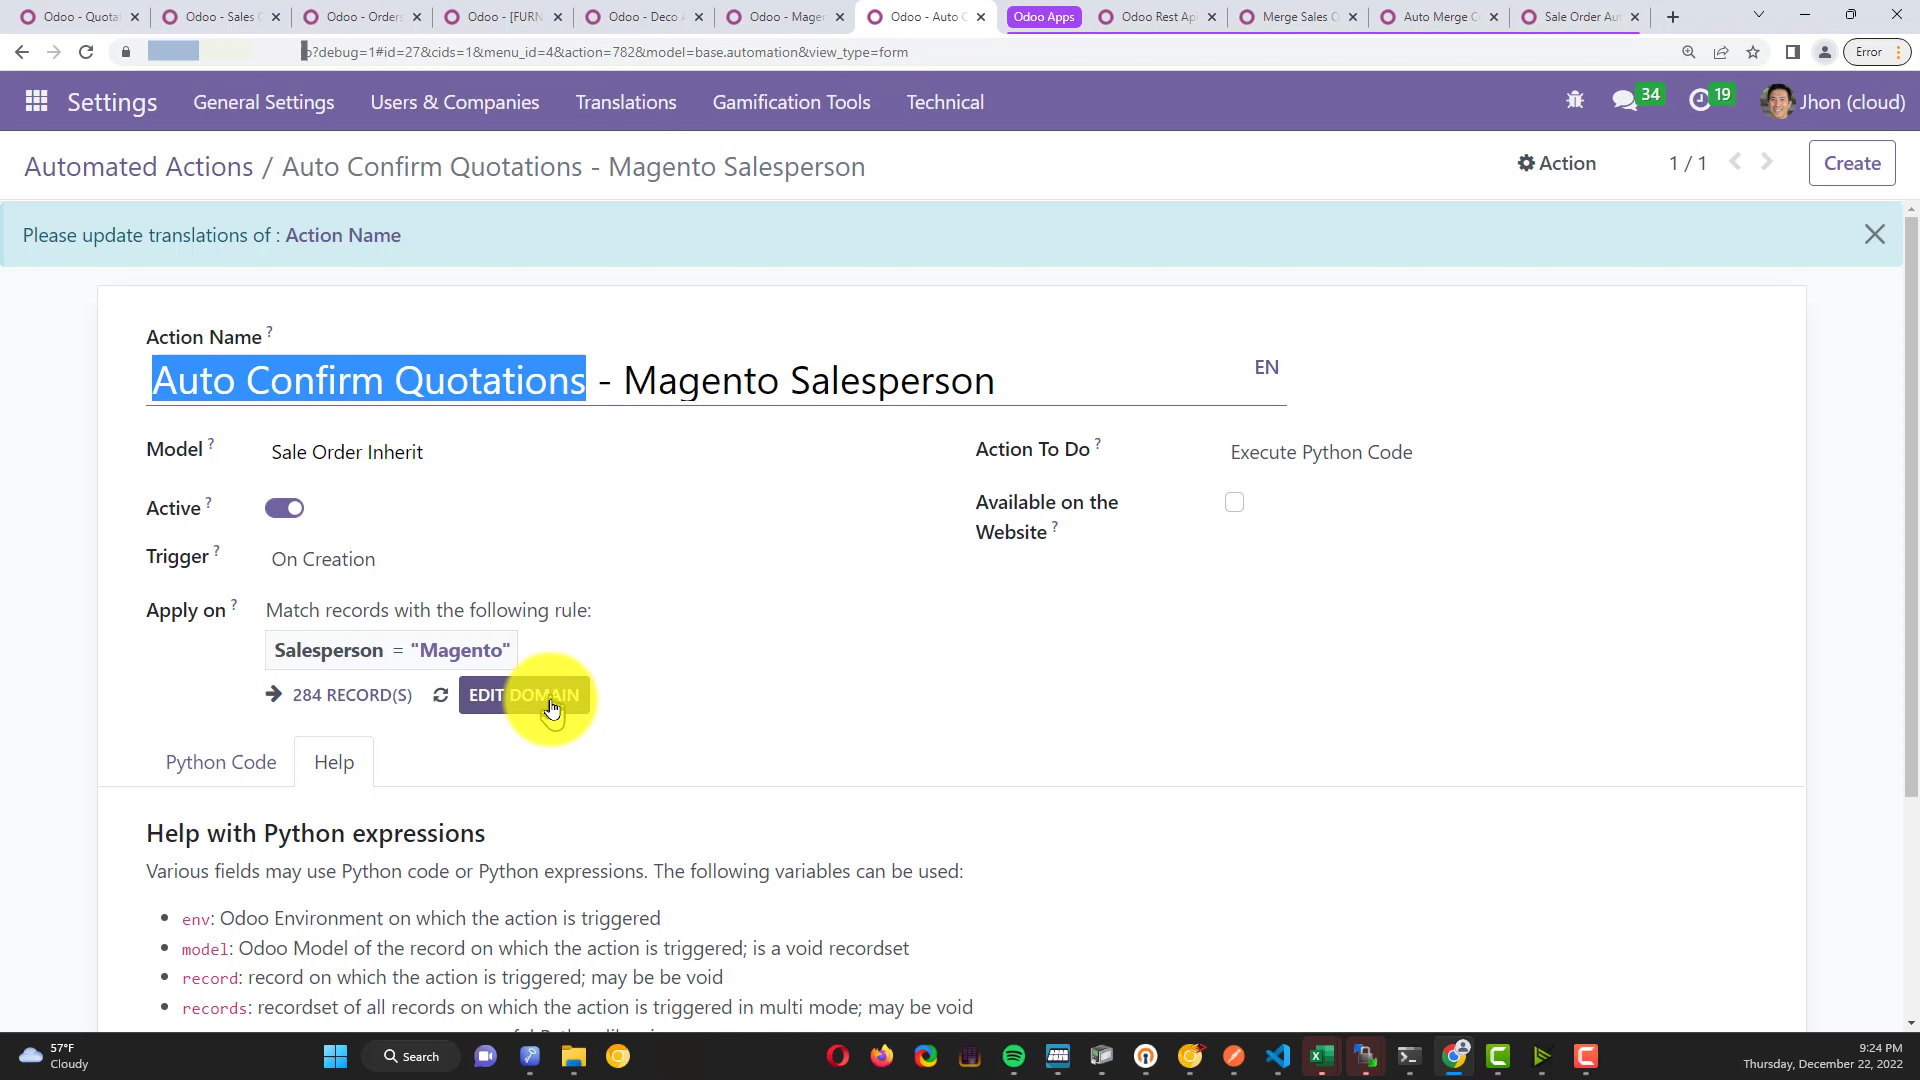 Odoo - Quotat
Odoo - Sales O
Odoo - Orders
Odoo - [FURN
Odoo - Deco A
Odoo - Magen
Odoo - Auto C
Odoo Apps
Odoo Rest Ap
Merge Sales O
Auto Merge C
Sale Order Aut
?debug=1#id=27&cids=1&menu_id=4&action=782&model=base.automation&view_type=form
Error
Settings
General Settings
Users & Companies
Translations
Gamification Tools
Technical
34
19
Jhon (cloud)
Automated Actions / Auto Confirm Quotations - Magento Salesperson
Action
1 / 1
Create
Please update translations of : Action Name
Action Name ?
Auto Confirm Quotations - Magento Salesperson
EN
Model ?
Sale Order Inherit
Action To Do ?
Execute Python Code
Active ?
Available on the
Website ?
Trigger ?
On Creation
Apply on ?
Match records with the following rule:
Salesperson = "Magento"
284 RECORD(S)
EDIT DOMAIN
Python Code
Help
Help with Python expressions
Various fields may use Python code or Python expressions. The following variables can be used:
env: Odoo Environment on which the action is triggered
model: Odoo Model of the record on which the action is triggered; is a void recordset
record: record on which the action is triggered; may be be void
records: recordset of all records on which the action is triggered in multi mode; may be void
57°F
Cloudy
Search
9:24 PM
Thursday, December 22, 2022